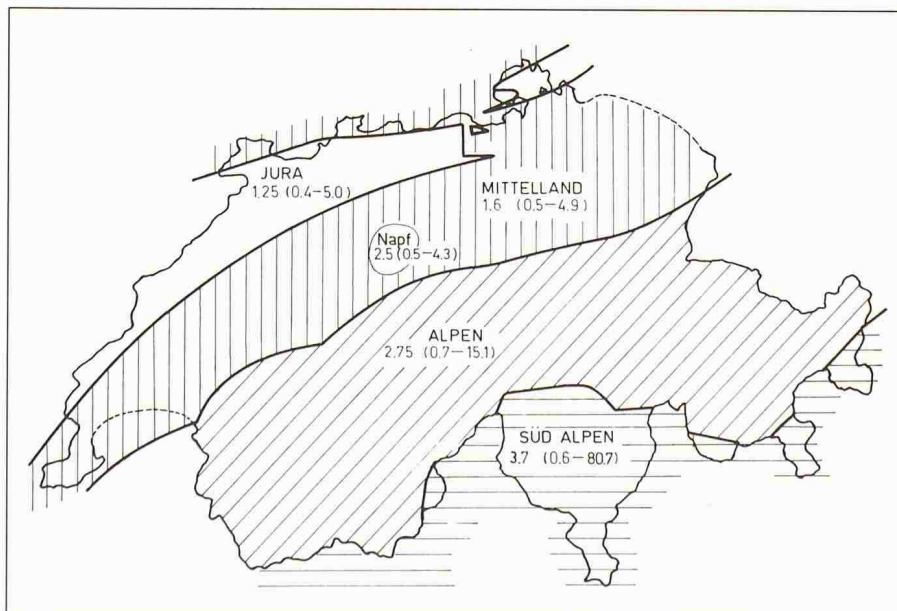 JURA
1.25 (0.4–5.0)
MITTELLAND
1.6 (0.5–4.9)
Napf
2.5 (0.5–4.3)
ALPEN
2.75 (0.7–15.1)
SÜD ALPEN
3.7 (0.6–80.7)